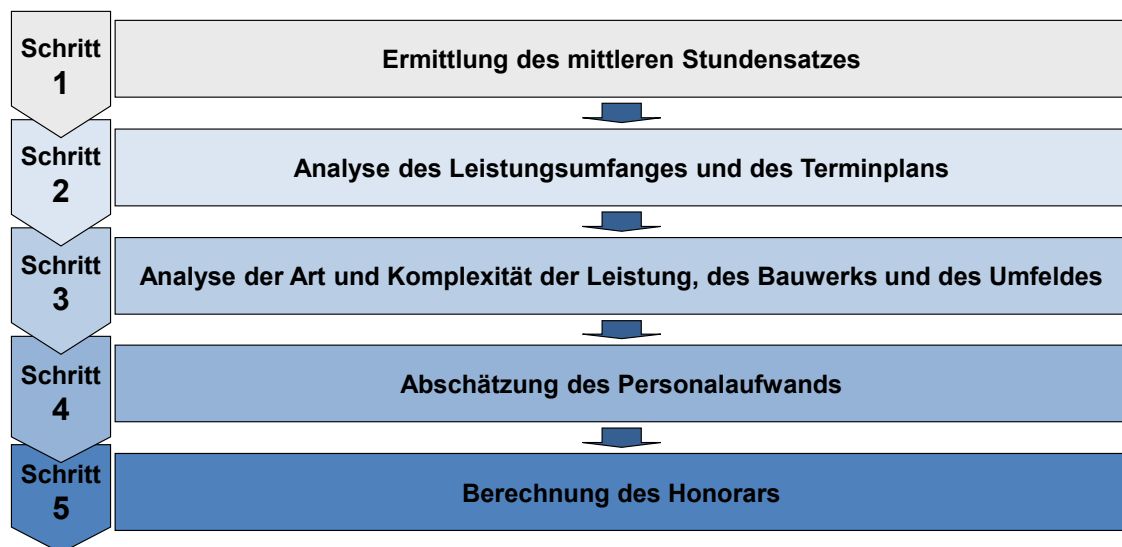 Schritt
1
Ermittlung des mittleren Stundensatzes
Schritt
2
Analyse des Leistungsumfanges und des Terminplans
Schritt
3
Analyse der Art und Komplexität der Leistung, des Bauwerks und des Umfeldes
Schritt
4
Abschätzung des Personalaufwands
Schritt
5
Berechnung des Honorars